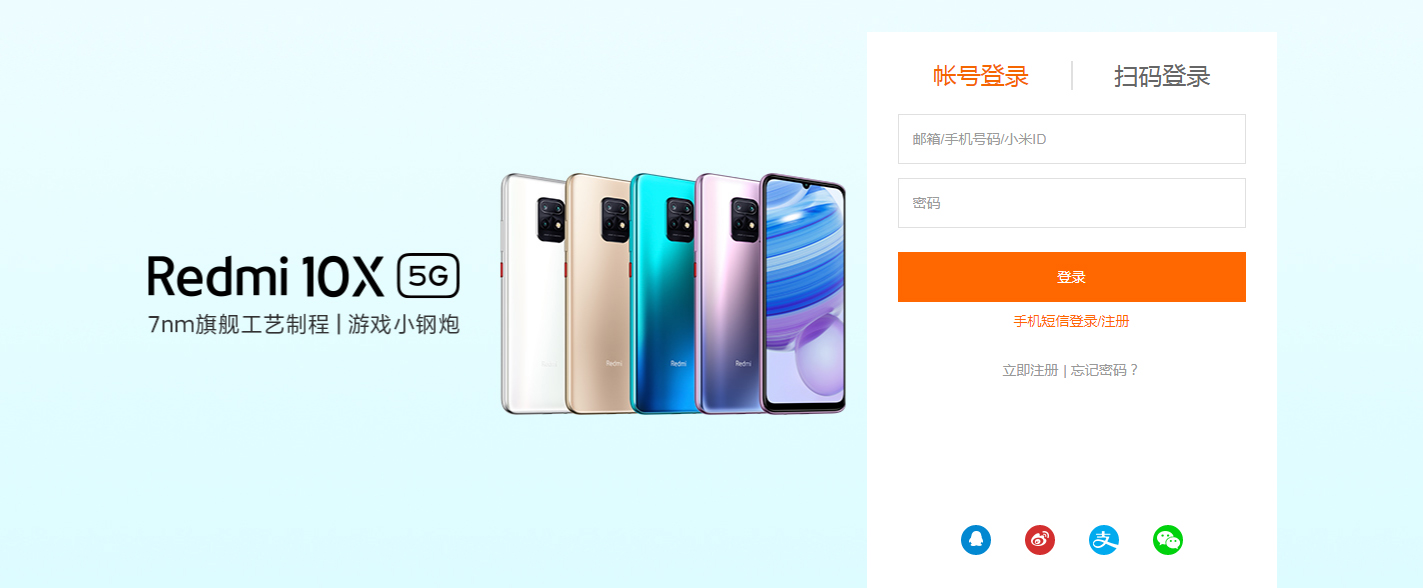 帐号登录
扫码登录
邮箱/手机号码/小米ID
密码
登录
手机短信登录/注册
立即注册 | 忘记密码？
Redmi 10X 5G
7nm旗舰工艺制程 | 游戏小钢炮
Redmi
Redmi
Redmi
支